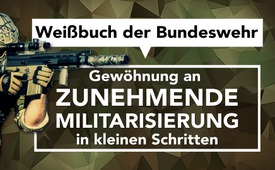 Weißbuch der Bundeswehr
Gewöhnung an
ZUNEHMENDE
MILITARISIERUNG
in kleinen Schritten